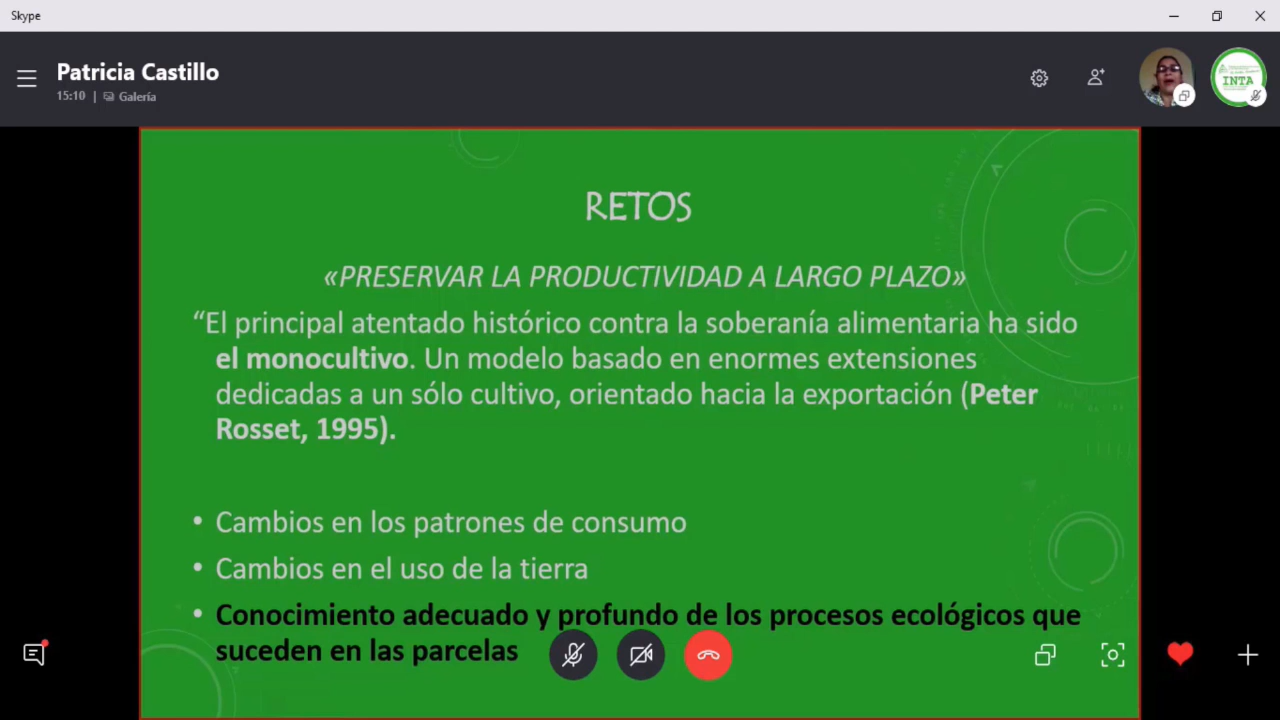 Skype
Patricia Castillo
15:10 | Galería
INTA
RETOS
«PRESERVAR LA PRODUCTIVIDAD A LARGO PLAZO»
“El principal atentado histórico contra la soberanía alimentaria ha sido
el monocultivo. Un modelo basado en enormes extensiones
dedicadas a un sólo cultivo, orientado hacia la exportación (Peter
Rosset, 1995).
• Cambios en los patrones de consumo
• Cambios en el uso de la tierra
• Conocimiento adecuado y profundo de los procesos ecológicos que
suceden en las parcelas